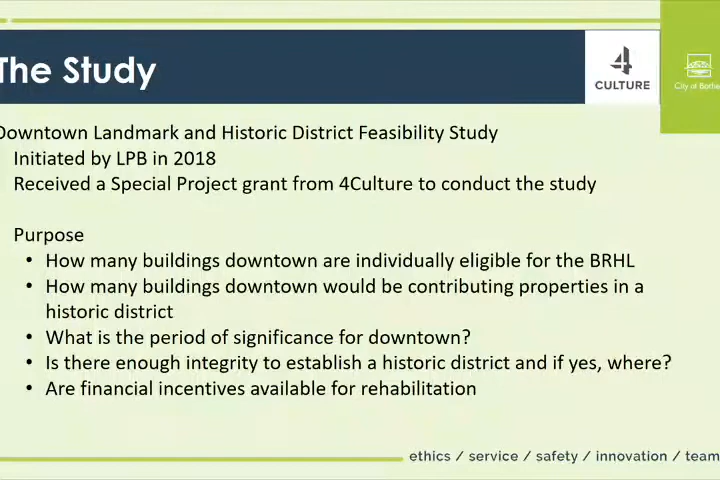 The Study
4
CULTURE
City of Bothe
Downtown Landmark and Historic District Feasibility Study
Initiated by LPB in 2018
Received a Special Project grant from 4Culture to conduct the study
Purpose
• How many buildings downtown are individually eligible for the BRHL
• How many buildings downtown would be contributing properties in a
historic district
• What is the period of significance for downtown?
• Is there enough integrity to establish a historic district and if yes, where?
• Are financial incentives available for rehabilitation
ethics / service / safety / innovation / team